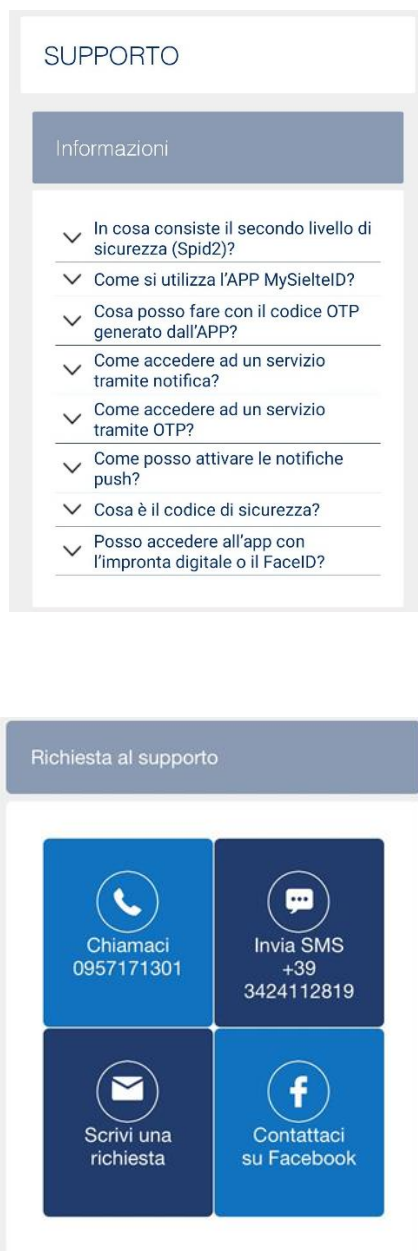 SUPPORTO
Informazioni
In cosa consiste il secondo livello di
sicurezza (Spid2)?
Come si utilizza l'APP MySielteID?
Cosa posso fare con il codice OTP
generato dall'APP?
Come accedere ad un servizio
tramite notifica?
Come accedere ad un servizio
tramite OTP?
Come posso attivare le notifiche
push?
Cosa è il codice di sicurezza?
Posso accedere all'app con
l'impronta digitale o il FaceID?
Richiesta al supporto
Chiamaci
0957171301
Invia SMS
+39
3424112819
Scrivi una
richiesta
Contattaci
su Facebook